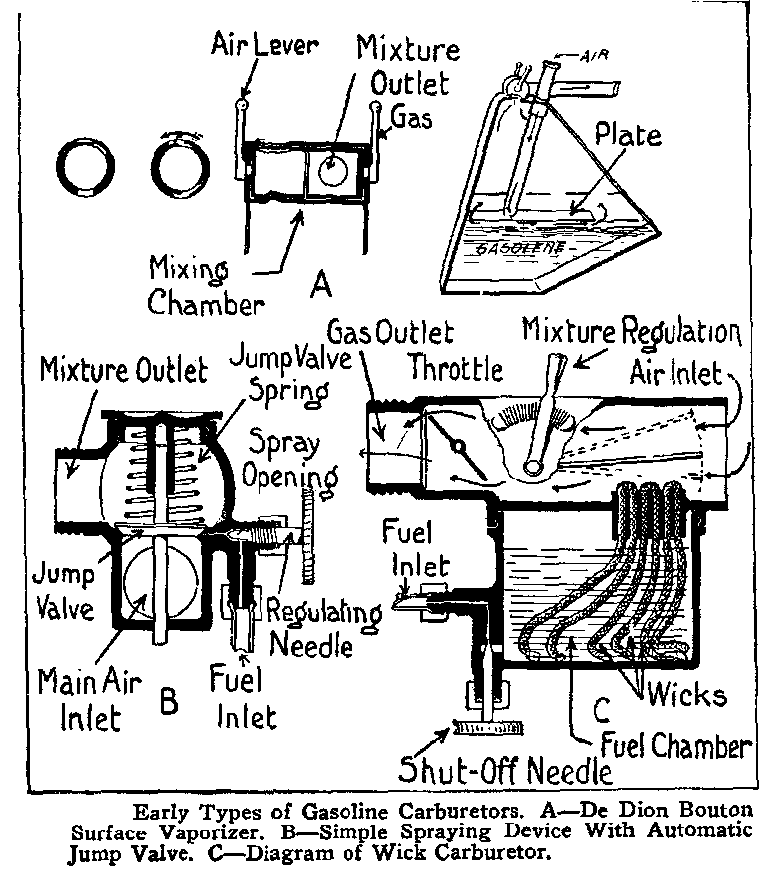 Air Lever
Mixture
Outlet
Gas
AIR
Plate
GASOLENE
Mixing
Chamber
A
Gas Outlet
Mixture Regulation
Throttle
Air Inlet
Mixture Outlet
Jump Valve
Spring
Spray
Opening
Fuel
Inlet
Jump
Valve
Regulating
Needle
Main Air
Inlet
B
Fuel
Inlet
Wicks
C
Fuel Chamber
Shut-Off Needle
Early Types of Gasoline Carburetors. A—De Dion Bouton
Surface Vaporizer. B—Simple Spraying Device With Automatic
Jump Valve. C—Diagram of Wick Carburetor.